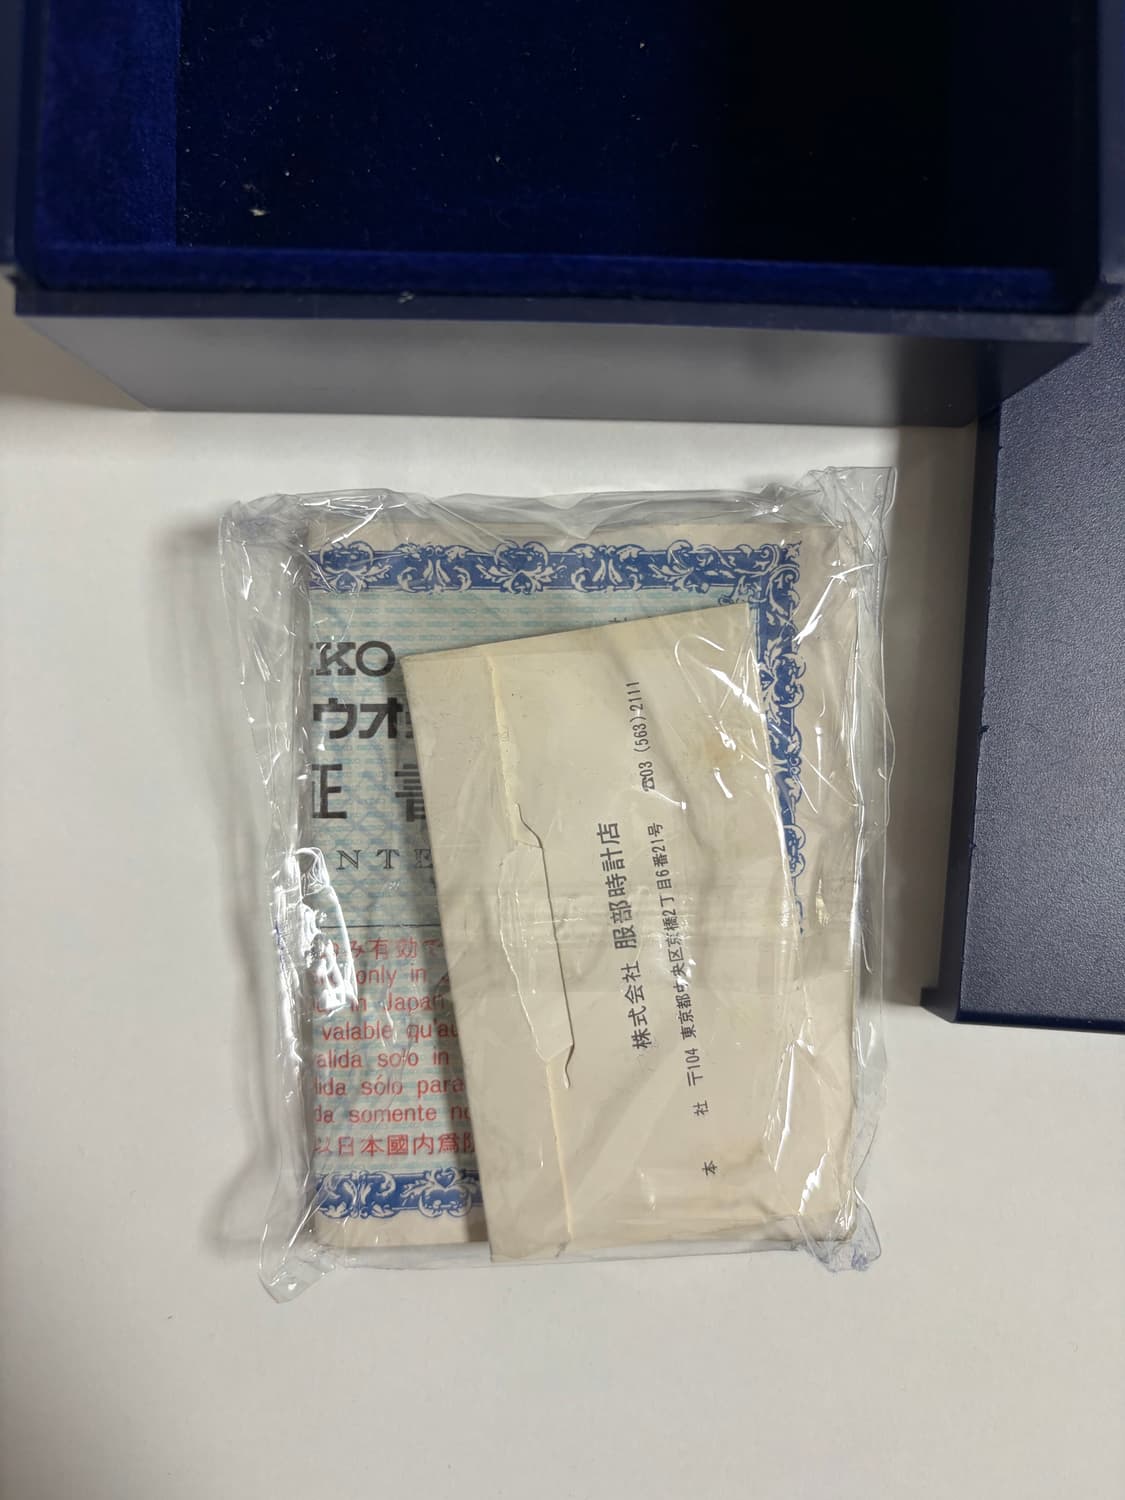 KO
ウオ
証 書
NTE
み有効で
only in
in Japan
valable qu'au
valida solo in
lida sólo para
da somente no
以日本國内爲限
株式会社 服部時計店
本 社 〒104 東京都中央区京橋2丁目6番21号 ☎03 (563) 2111